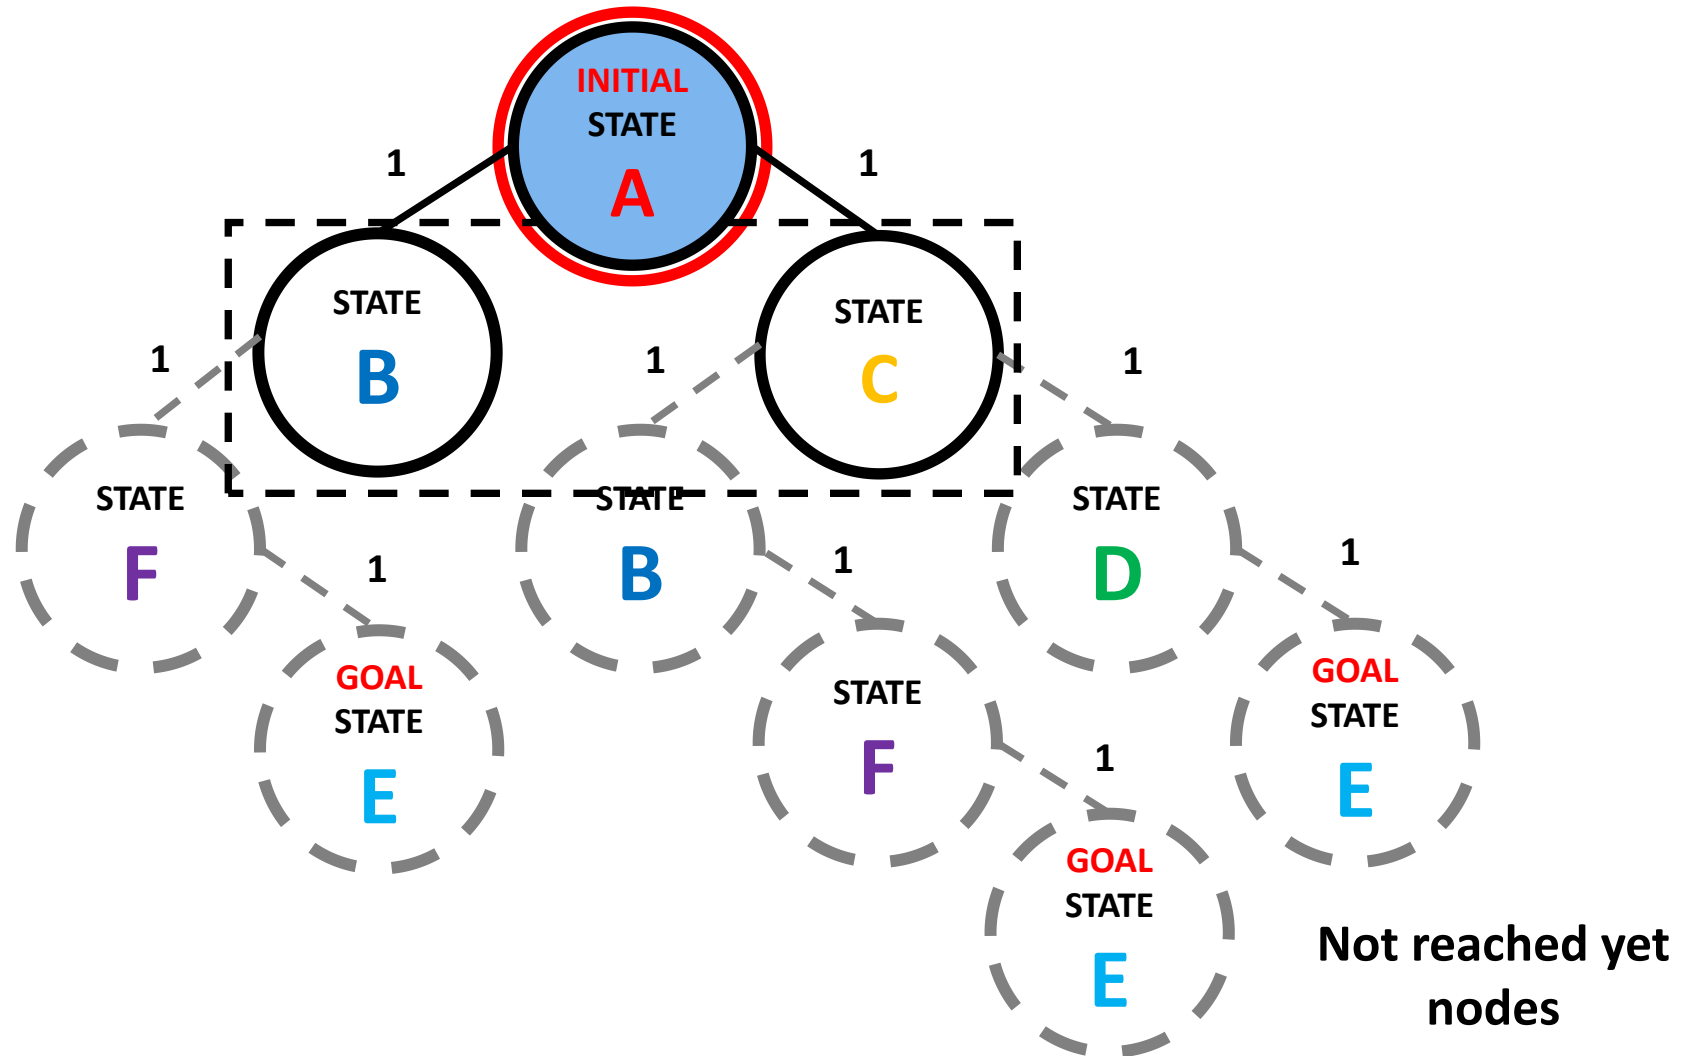 INITIAL
STATE
A
1
1
STATE
B
STATE
C
1
1
1
STATE
F
STATE
B
STATE
D
1
1
1
GOAL
STATE
E
STATE
F
GOAL
STATE
E
1
GOAL
STATE
E
Not reached yet
nodes